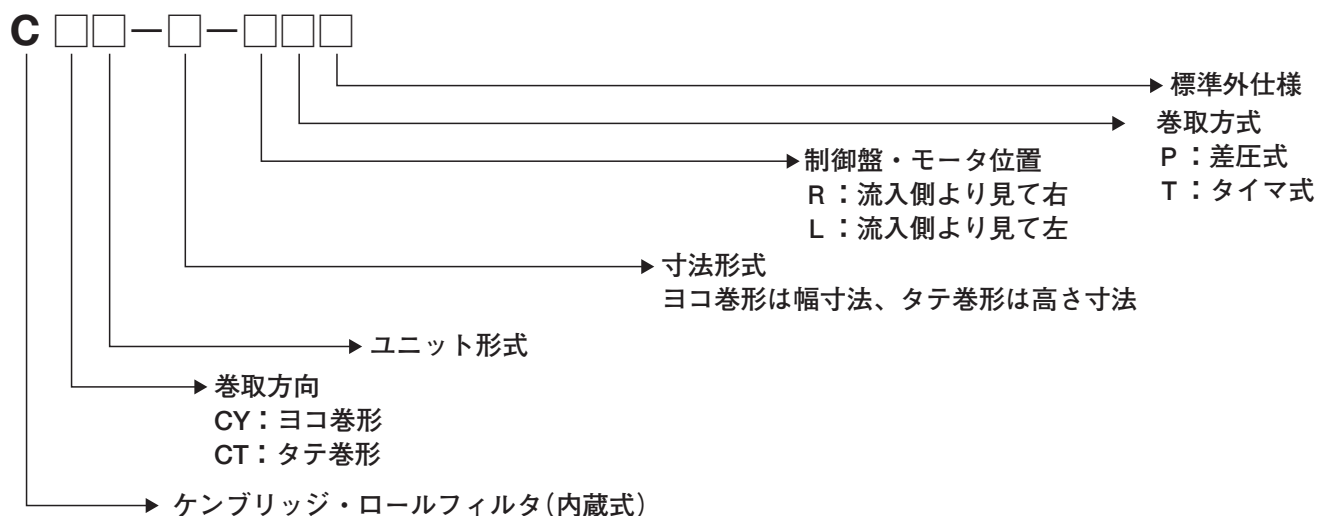 C □□－□－□□□
標準外仕様
巻取方式
P：差圧式
T：タイマ式
制御盤・モータ位置
R：流入側より見て右
L：流入側より見て左
寸法形式
ヨコ巻形は幅寸法、タテ巻形は高さ寸法
ユニット形式
巻取方向
CY：ヨコ巻形
CT：タテ巻形
ケンブリッジ・ロールフィルタ（内蔵式）